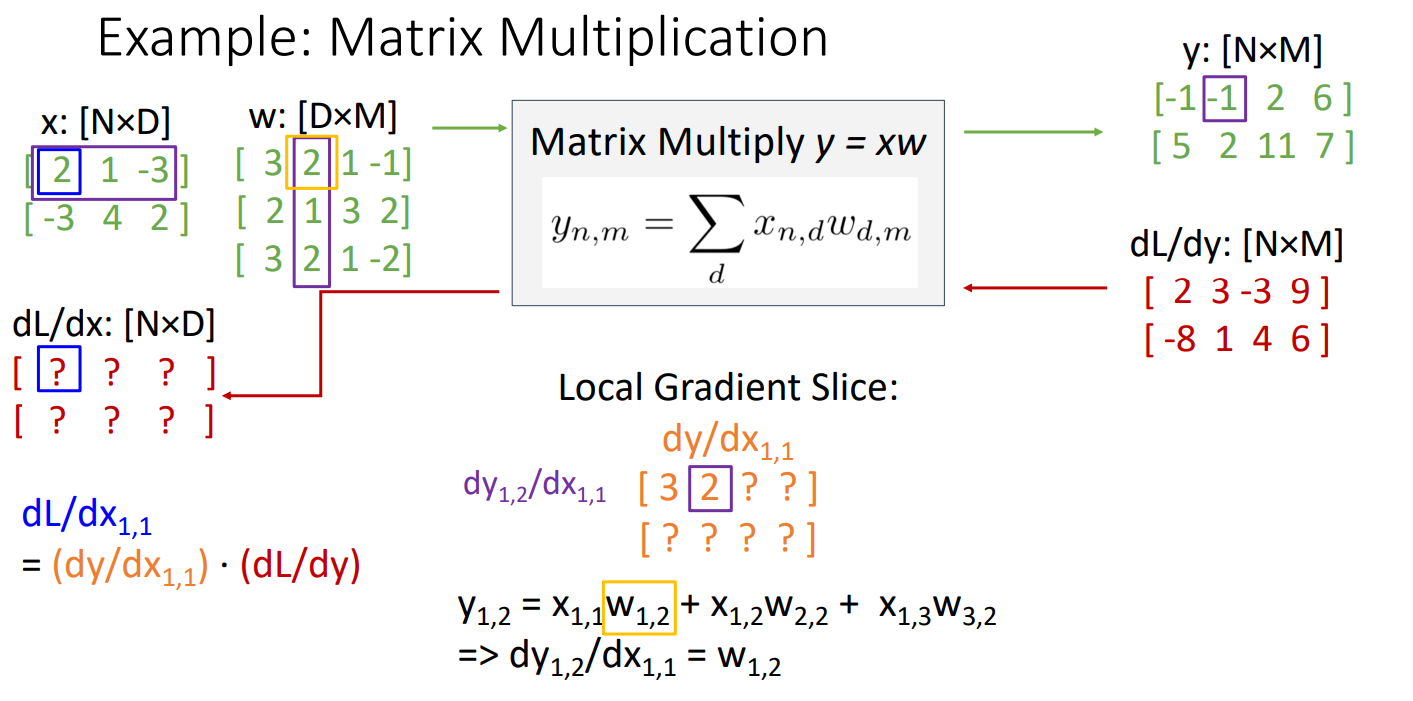 Example: Matrix Multiplication
x: [N×D]
[ 2 1 -3 ]
[ -3 4 2 ]
w: [D×M]
[ 3 2 1 -1]
[ 2 1 3 2]
[ 3 2 1 -2]
Matrix Multiply y = xw
y_{n,m} = \sum_d x_{n,d} w_{d,m}
y: [N×M]
[-1 -1 2 6 ]
[ 5 2 11 7 ]
dL/dy: [N×M]
[ 2 3 -3 9 ]
[ -8 1 4 6 ]
dL/dx: [N×D]
[ ? ? ? ]
[ ? ? ? ]
dL/dx_{1,1}
= (dy/dx_{1,1}) · (dL/dy)
Local Gradient Slice:
dy/dx_{1,1}
dy_{1,2}/dx_{1,1}
[ 3 2 ? ? ]
[ ? ? ? ? ]
y_{1,2} = x_{1,1}w_{1,2} + x_{1,2}w_{2,2} + x_{1,3}w_{3,2}
=> dy_{1,2}/dx_{1,1} = w_{1,2}